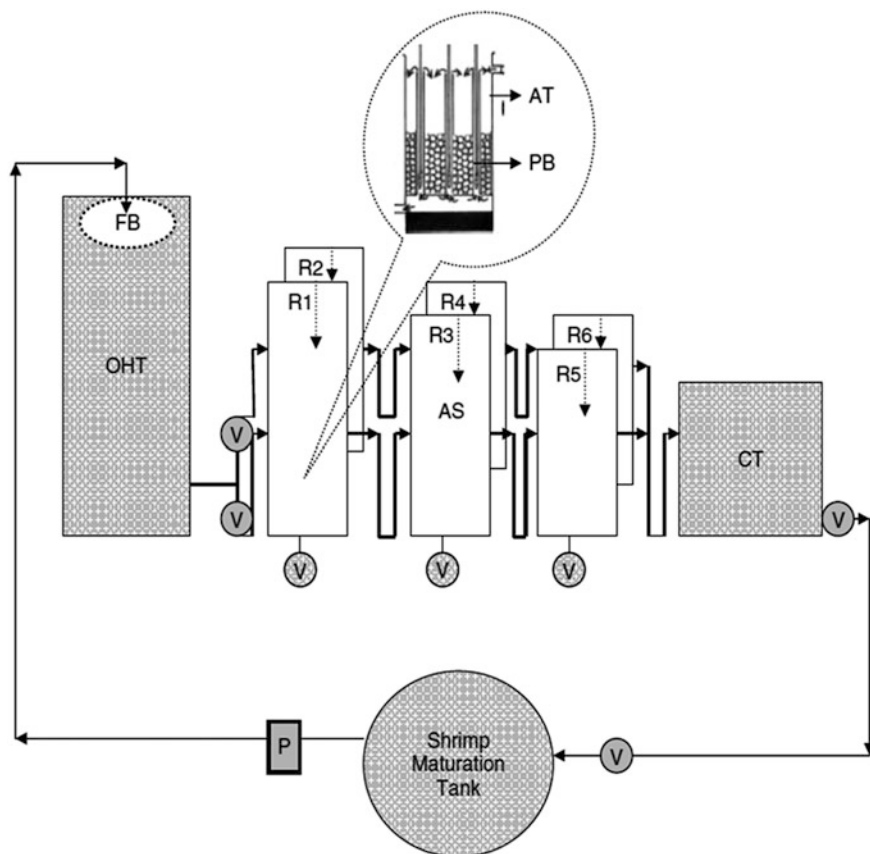 AT
PB
FB
OHT
R2
R1
R4
R3
AS
R6
R5
CT
V
V
V
V
V
V
V
P
Shrimp
Maturation
Tank